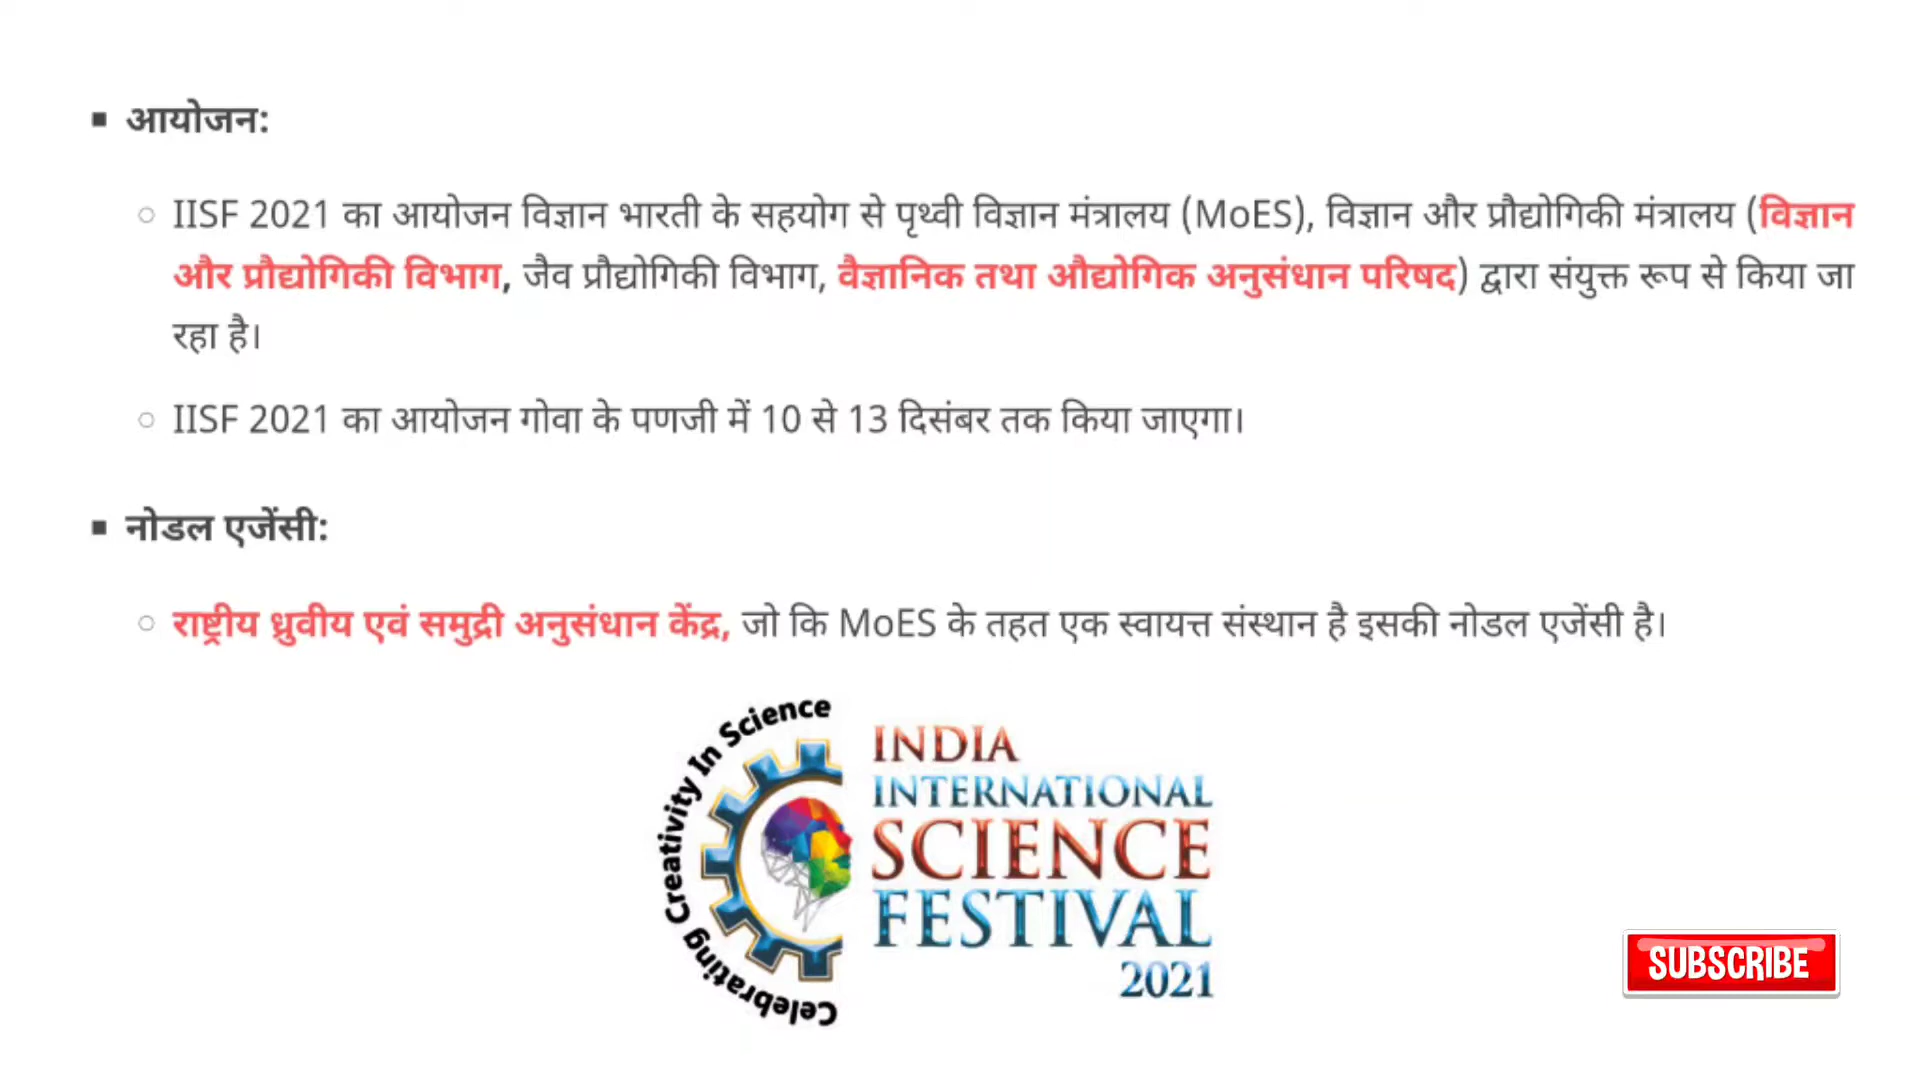 आयोजन:
IISF 2021 का आयोजन विज्ञान भारती के सहयोग से पृथ्वी विज्ञान मंत्रालय (MoES), विज्ञान और प्रौद्योगिकी मंत्रालय (विज्ञान
और प्रौद्योगिकी विभाग, जैव प्रौद्योगिकी विभाग, वैज्ञानिक तथा औद्योगिक अनुसंधान परिषद) द्वारा संयुक्त रूप से किया जा
रहा है।
IISF 2021 का आयोजन गोवा के पणजी में 10 से 13 दिसंबर तक किया जाएगा।
नोडल एजेंसी:
राष्ट्रीय ध्रुवीय एवं समुद्री अनुसंधान केंद्र, जो कि MoES के तहत एक स्वायत्त संस्थान है इसकी नोडल एजेंसी है।
Celebrating Creativity In Science
INDIA
INTERNATIONAL
SCIENCE
FESTIVAL
2021
SUBSCRIBE